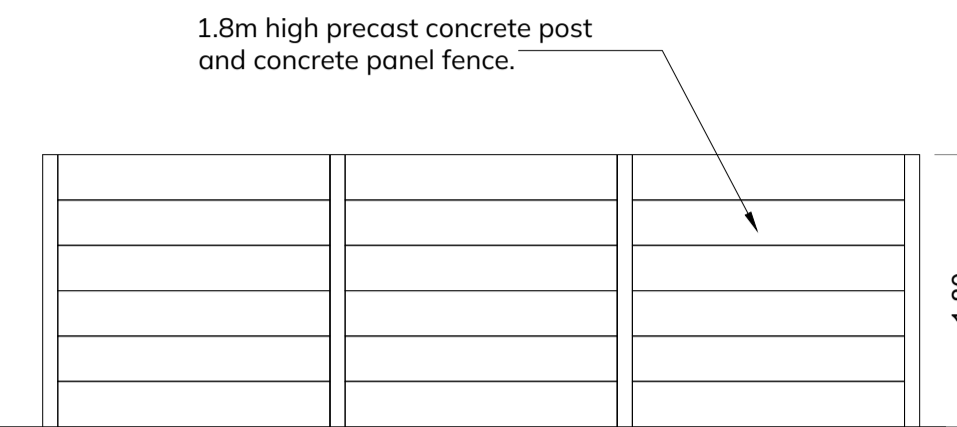 1.8m high precast concrete post
and concrete panel fence.